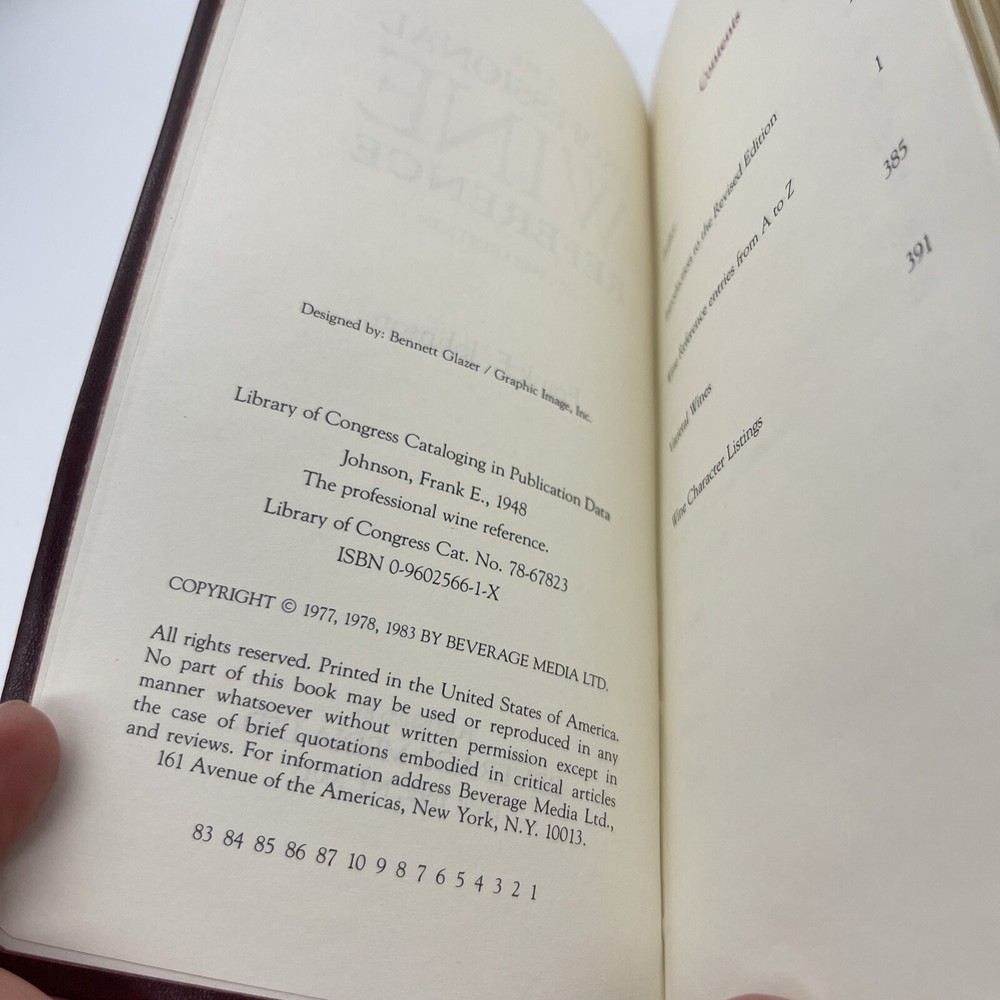 Designed by: Bennett Glazer / Graphic Image, Inc.
Library of Congress Cataloging in Publication Data
Johnson, Frank E., 1948
The professional wine reference.
Library of Congress Cat. No. 78-67823
ISBN 0-9602566-1-X
COPYRIGHT © 1977, 1978, 1983 BY BEVERAGE MEDIA LTD.
All rights reserved. Printed in the United States of America.
No part of this book may be used or reproduced in any
manner whatsoever without written permission except in
the case of brief quotations embodied in critical articles
and reviews. For information address Beverage Media Ltd.,
161 Avenue of the Americas, New York, N.Y. 10013.
83 84 85 86 87 10 9 8 7 6 5 4 3 2 1
Contents
Introduction to the Revised Edition
Wine Reference entries from A to Z 1
Varietal Wines 385
Wine Character Listings 391